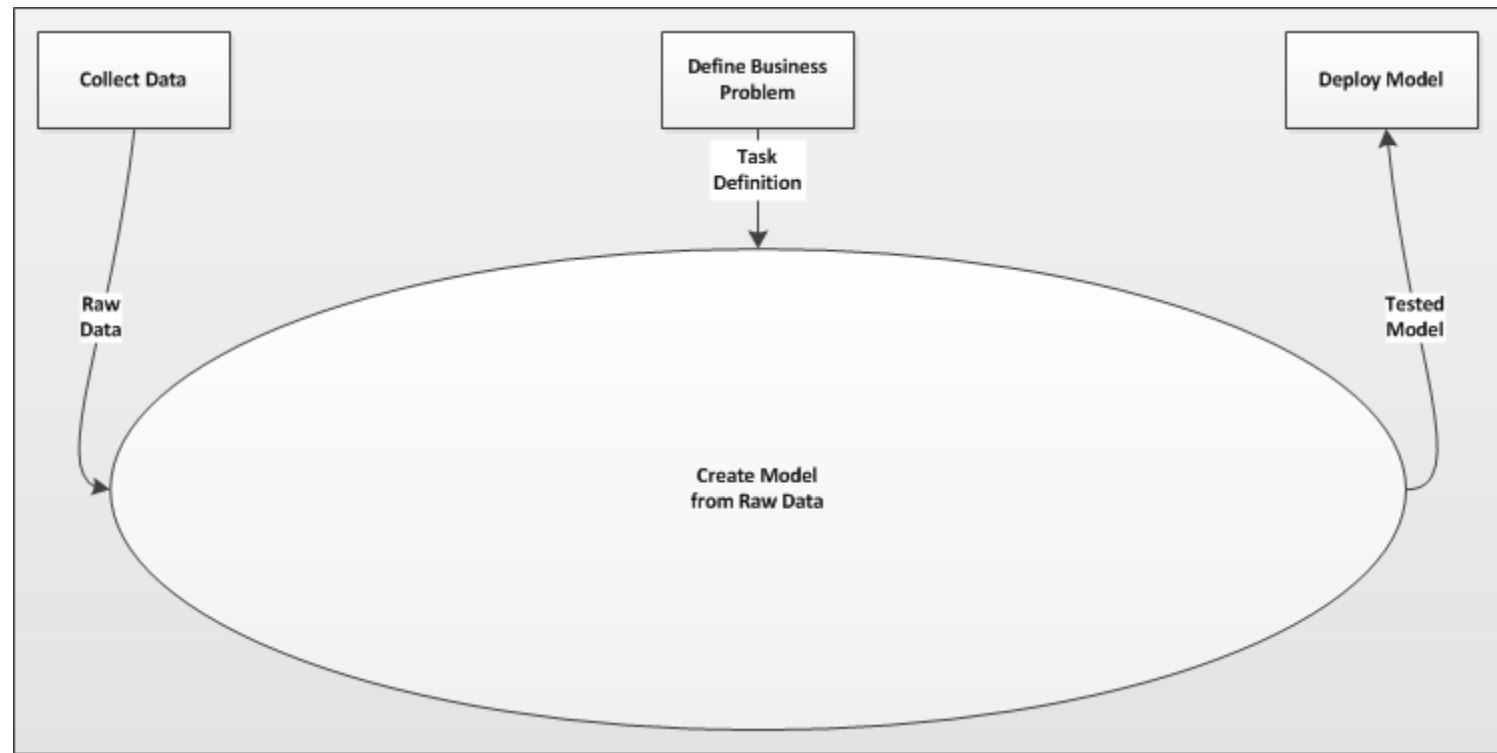 Collect Data
Define Business
Problem
Deploy Model
Task
Definition
Raw
Data
Tested
Model
Create Model
from Raw Data